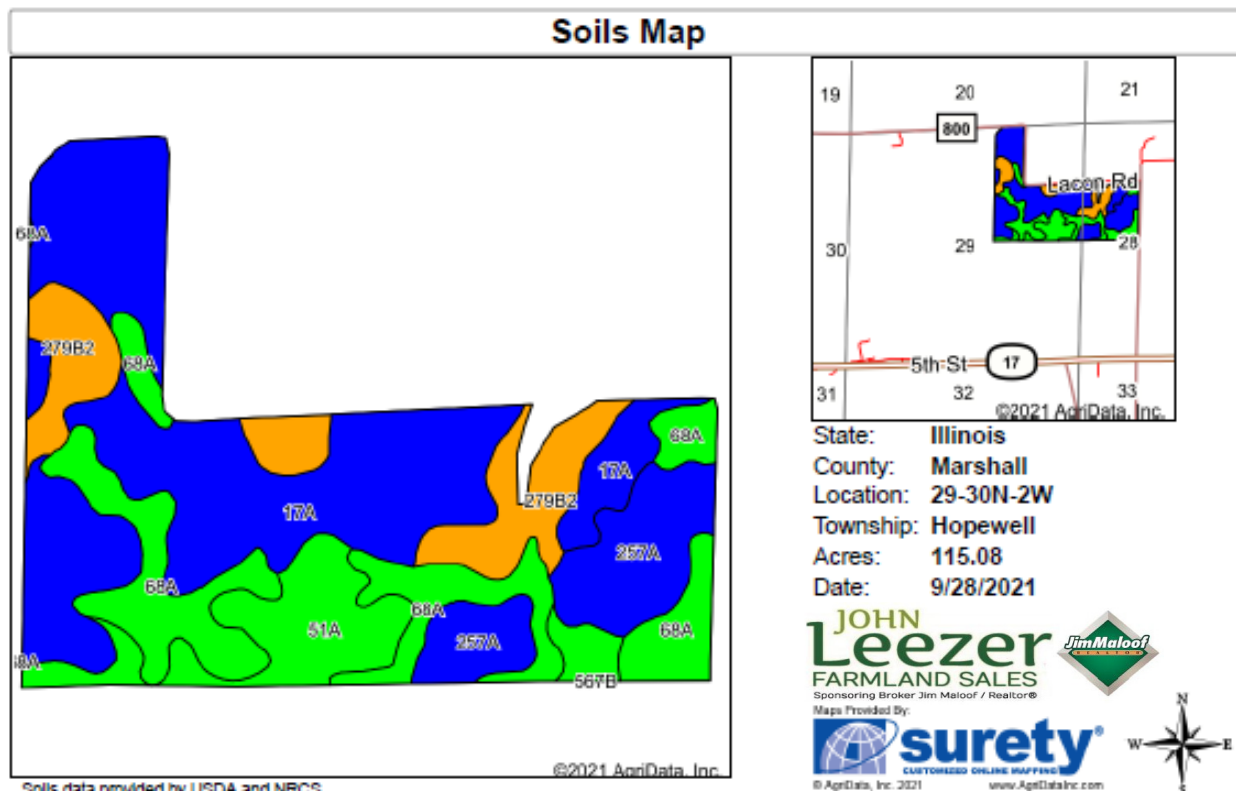 Soils Map
68A
279B2
68A
68A
17A
279B2
17A
257A
68A
68A
51A
257A
68A
567B
©2021 AgriData, Inc.
Soils data provided by USDA and NRCS.
19
20
21
800
Lacon Rd
30
29
28
5th St
17
31
32
33
©2021 AgriData, Inc.
State: Illinois
County: Marshall
Location: 29-30N-2W
Township: Hopewell
Acres: 115.08
Date: 9/28/2021
JOHN
Leezer
FARMLAND SALES
Sponsoring Broker Jim Maloof / Realtor®
JimMaloof
REALTOR
Maps Provided By:
surety®
CUSTOMIZED ONLINE MAPPING
© AgriData, Inc. 2021
www.AgriDataInc.com
N
W
E
S